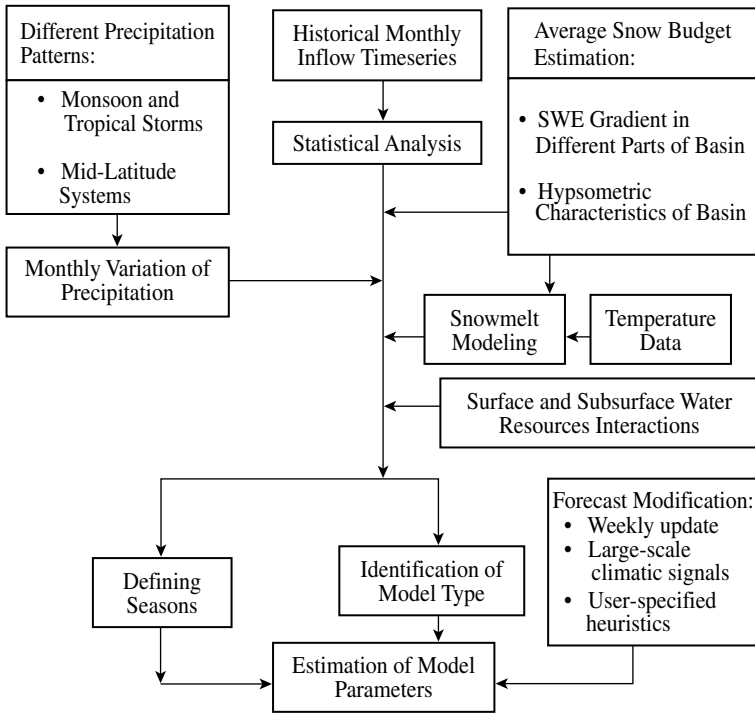 Different Precipitation
Patterns:
• Monsoon and
Tropical Storms
• Mid-Latitude
Systems
Monthly Variation of
Precipitation
Historical Monthly
Inflow Timeseries
Statistical Analysis
Average Snow Budget
Estimation:
• SWE Gradient in
Different Parts of Basin
• Hypsometric
Characteristics of Basin
Snowmelt
Modeling
Temperature
Data
Surface and Subsurface Water
Resources Interactions
Defining
Seasons
Identification of
Model Type
Forecast Modification:
• Weekly update
• Large-scale
climatic signals
• User-specified
heuristics
Estimation of Model
Parameters